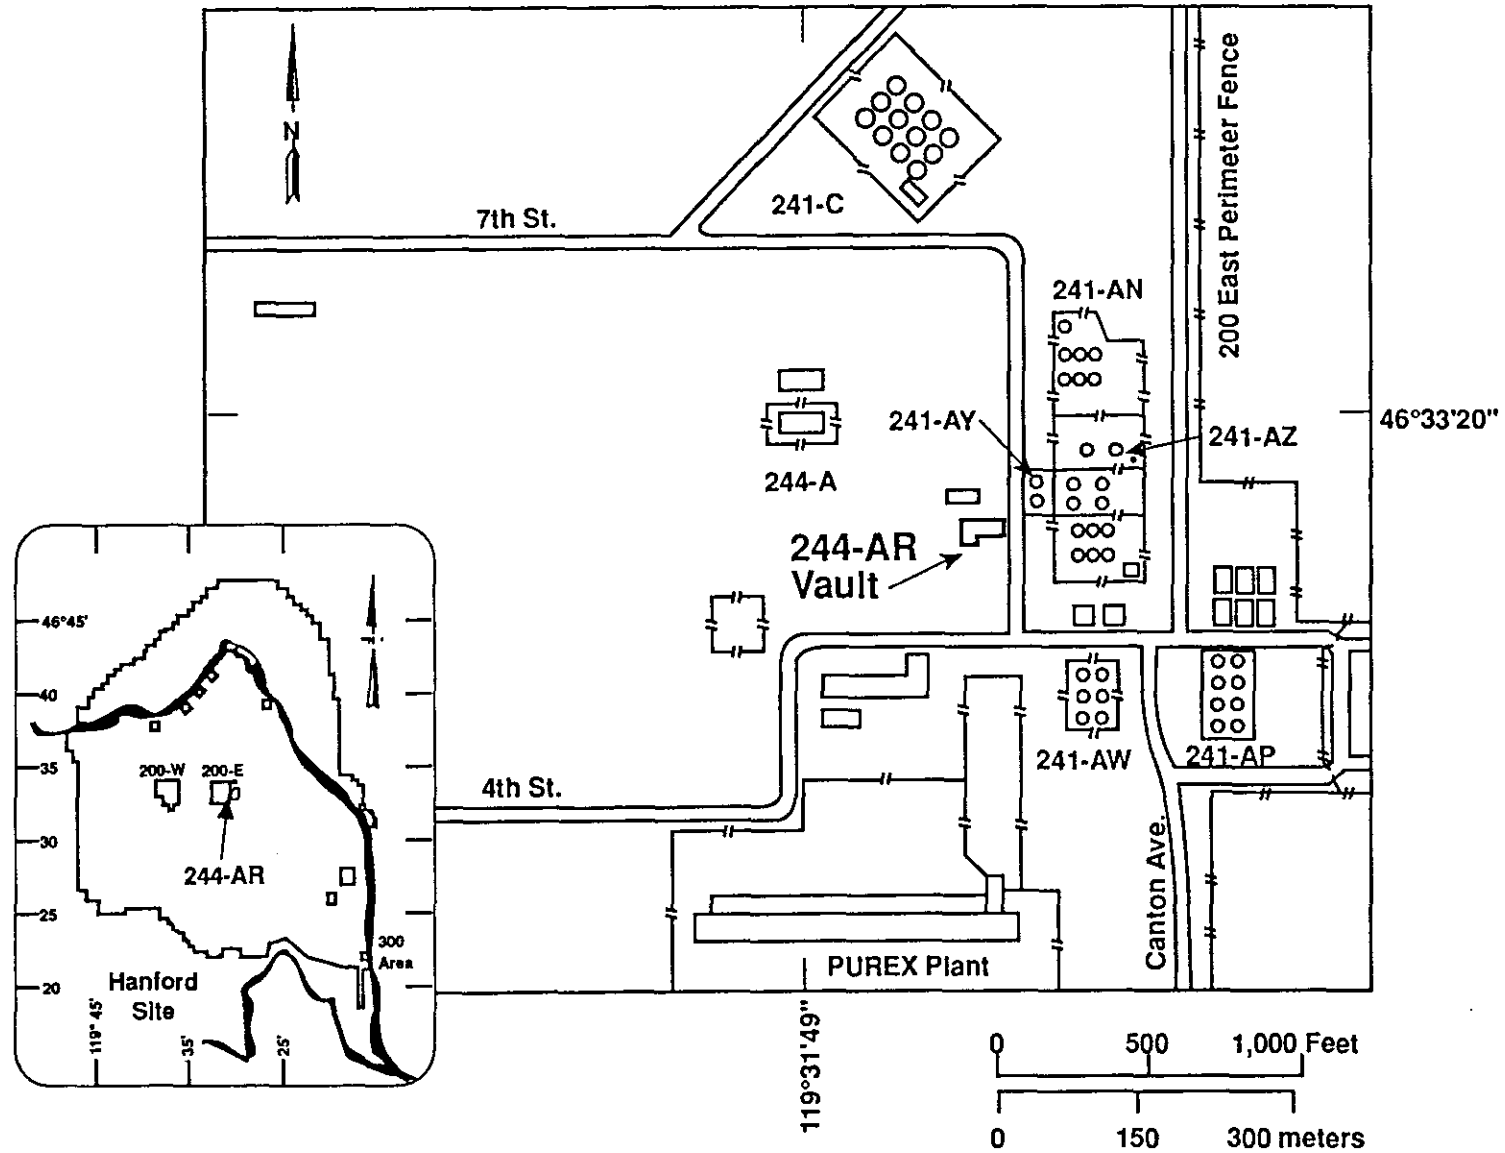 N
7th St.
241-C
200 East Perimeter Fence
241-AN
46°33'20"
241-AY
241-AZ
244-A
244-AR
Vault
241-AW
241-AP
4th St.
Canton Ave.
PUREX Plant
119°31'49"
46°45'
40
35
30
25
20
200-W
200-E
244-AR
300
Area
Hanford
Site
119° 45'
35'
25'
0
500
1,000 Feet
0
150
300 meters